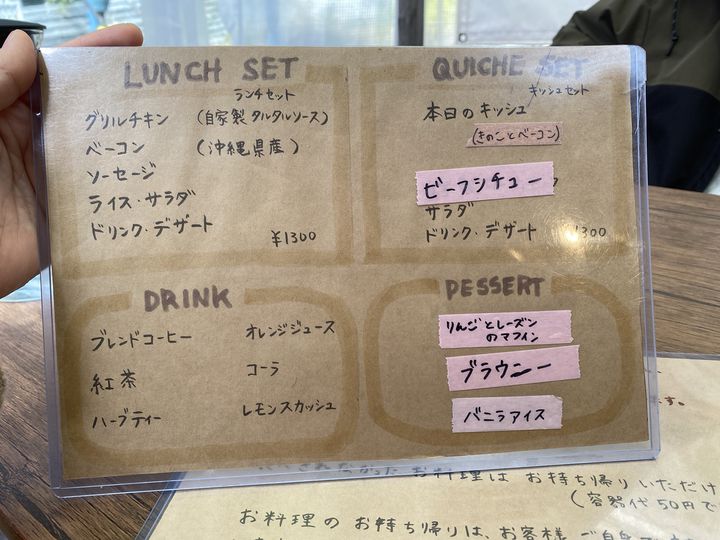 LUNCH SET
ランチセット
グリルチキン (自家製タルタルソース)
ベーコン (沖縄県産)
ソーセージ
ライス・サラダ
ドリンク・デザート
¥1300
QUICHE SET
キッシュセット
本日のキッシュ
(きのことベーコン)
ビーフシチュー
サラダ
ドリンク・デザート
1300
DRINK
ブレンドコーヒー
紅茶
ハーブティー
オレンジジュース
コーラ
レモンスカッシュ
DESSERT
りんごとレーズン
のマフィン
ブラウニー
バニラアイス
す。
お料理は お持ち帰りいただけ
(容器代50円で
お料理の お持ち帰りは、お客様